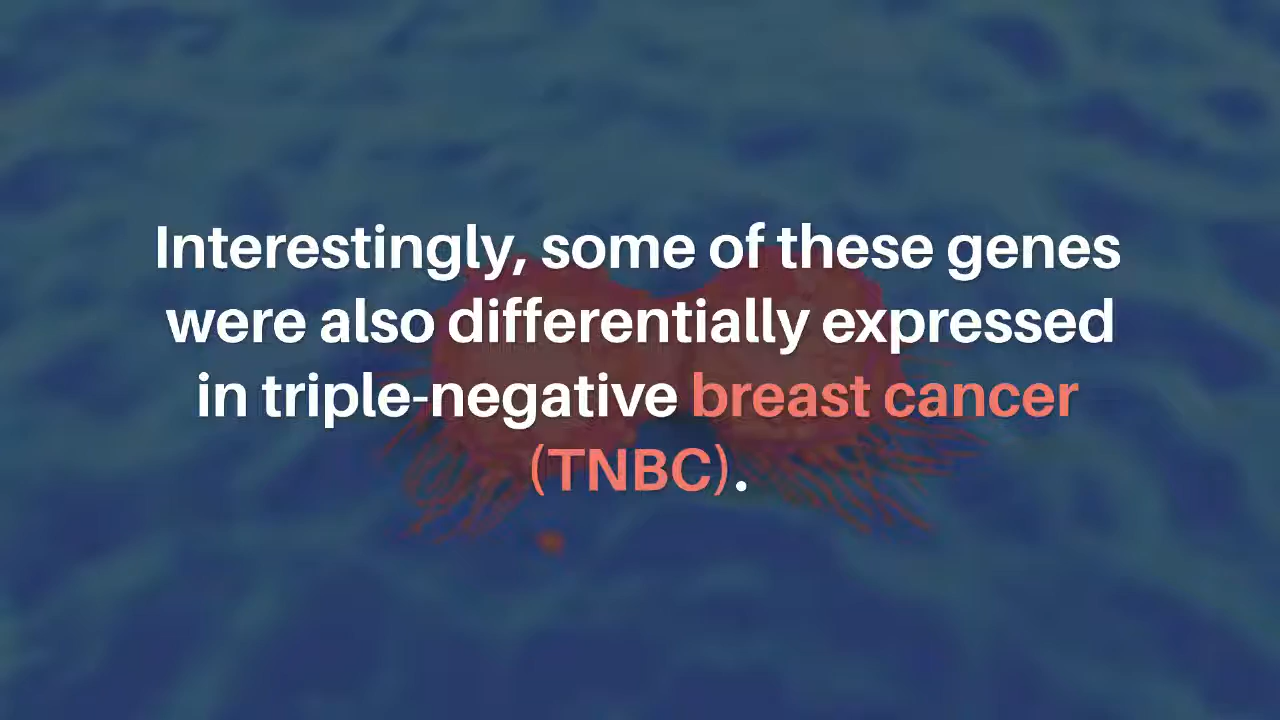 Interestingly, some of these genes
were also differentially expressed
in triple-negative breast cancer
(TNBC).